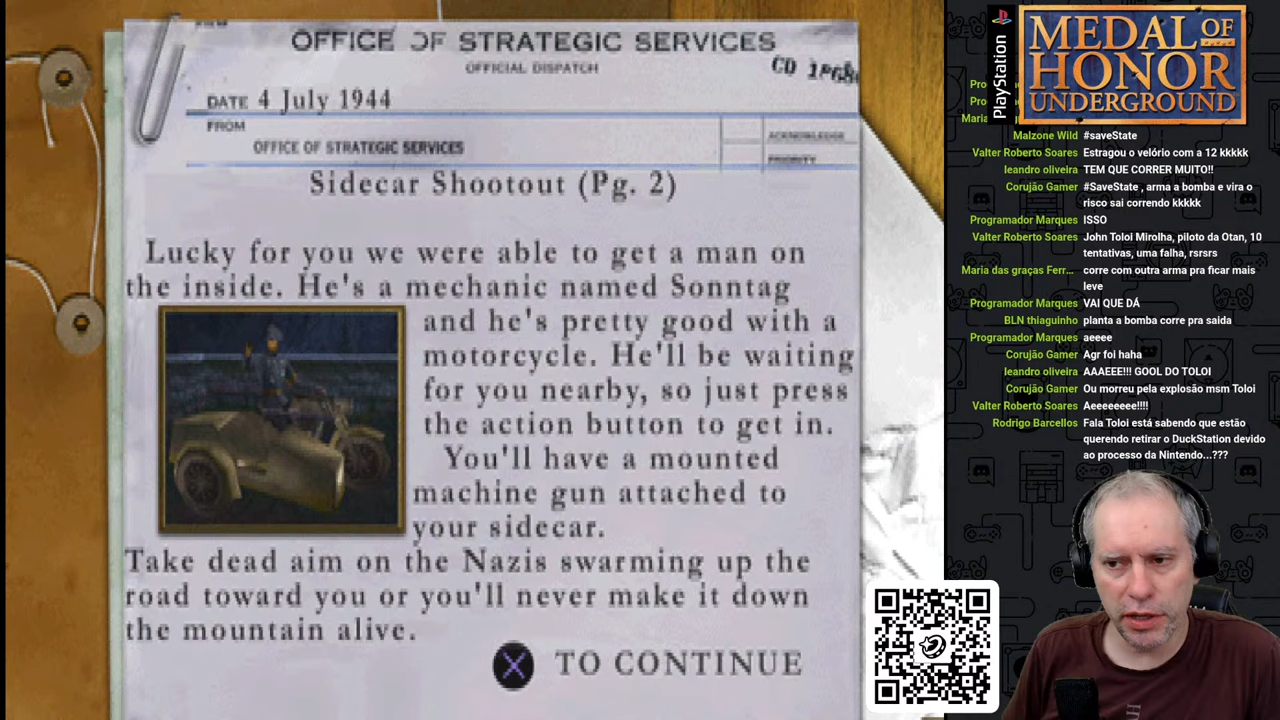 OFFICE OF STRATEGIC SERVICES
OFFICIAL DISPATCH
DATE 4 July 1944
FROM
OFFICE OF STRATEGIC SERVICES
ACKNOWLEDGE
PRIORITY
Sidecar Shootout (Pg. 2)
Lucky for you we were able to get a man on
the inside. He's a mechanic named Sonntag
and he's pretty good with a
motorcycle. He'll be waiting
for you nearby, so just press
the action button to get in.
You'll have a mounted
machine gun attached to
your sidecar.
Take dead aim on the Nazis swarming up the
road toward you or you'll never make it down
the mountain alive.
X TO CONTINUE
PlayStation
MEDAL OF
HONOR
UNDERGROUND
Malzone Wild #saveState
Valter Roberto Soares Estragou o velório com a 12 kkkkk
leandro oliveira TEM QUE CORRER MUITO!!
Corujão Gamer #SaveState , arma a bomba e vira o
risco sai correndo kkkkk
Programador Marques ISSO
Valter Roberto Soares John Toloi Mirolha, piloto da Otan, 10
tentativas, uma falha, rsrsrs
Maria das graças Ferr... corre com outra arma pra ficar mais
leve
Programador Marques VAI QUE DÁ
BLN thiaguinho planta a bomba corre pra saida
Programador Marques aeeee
Corujão Gamer Agr foi haha
leandro oliveira AAAEEE!!! GOOL DO TOLOI
Corujão Gamer Ou morreu pela explosão msm Toloi
Valter Roberto Soares Aeeeeeeee!!!!
Rodrigo Barcellos Fala Toloi está sabendo que estão
querendo retirar o DuckStation devido
ao processo da Nintendo...???